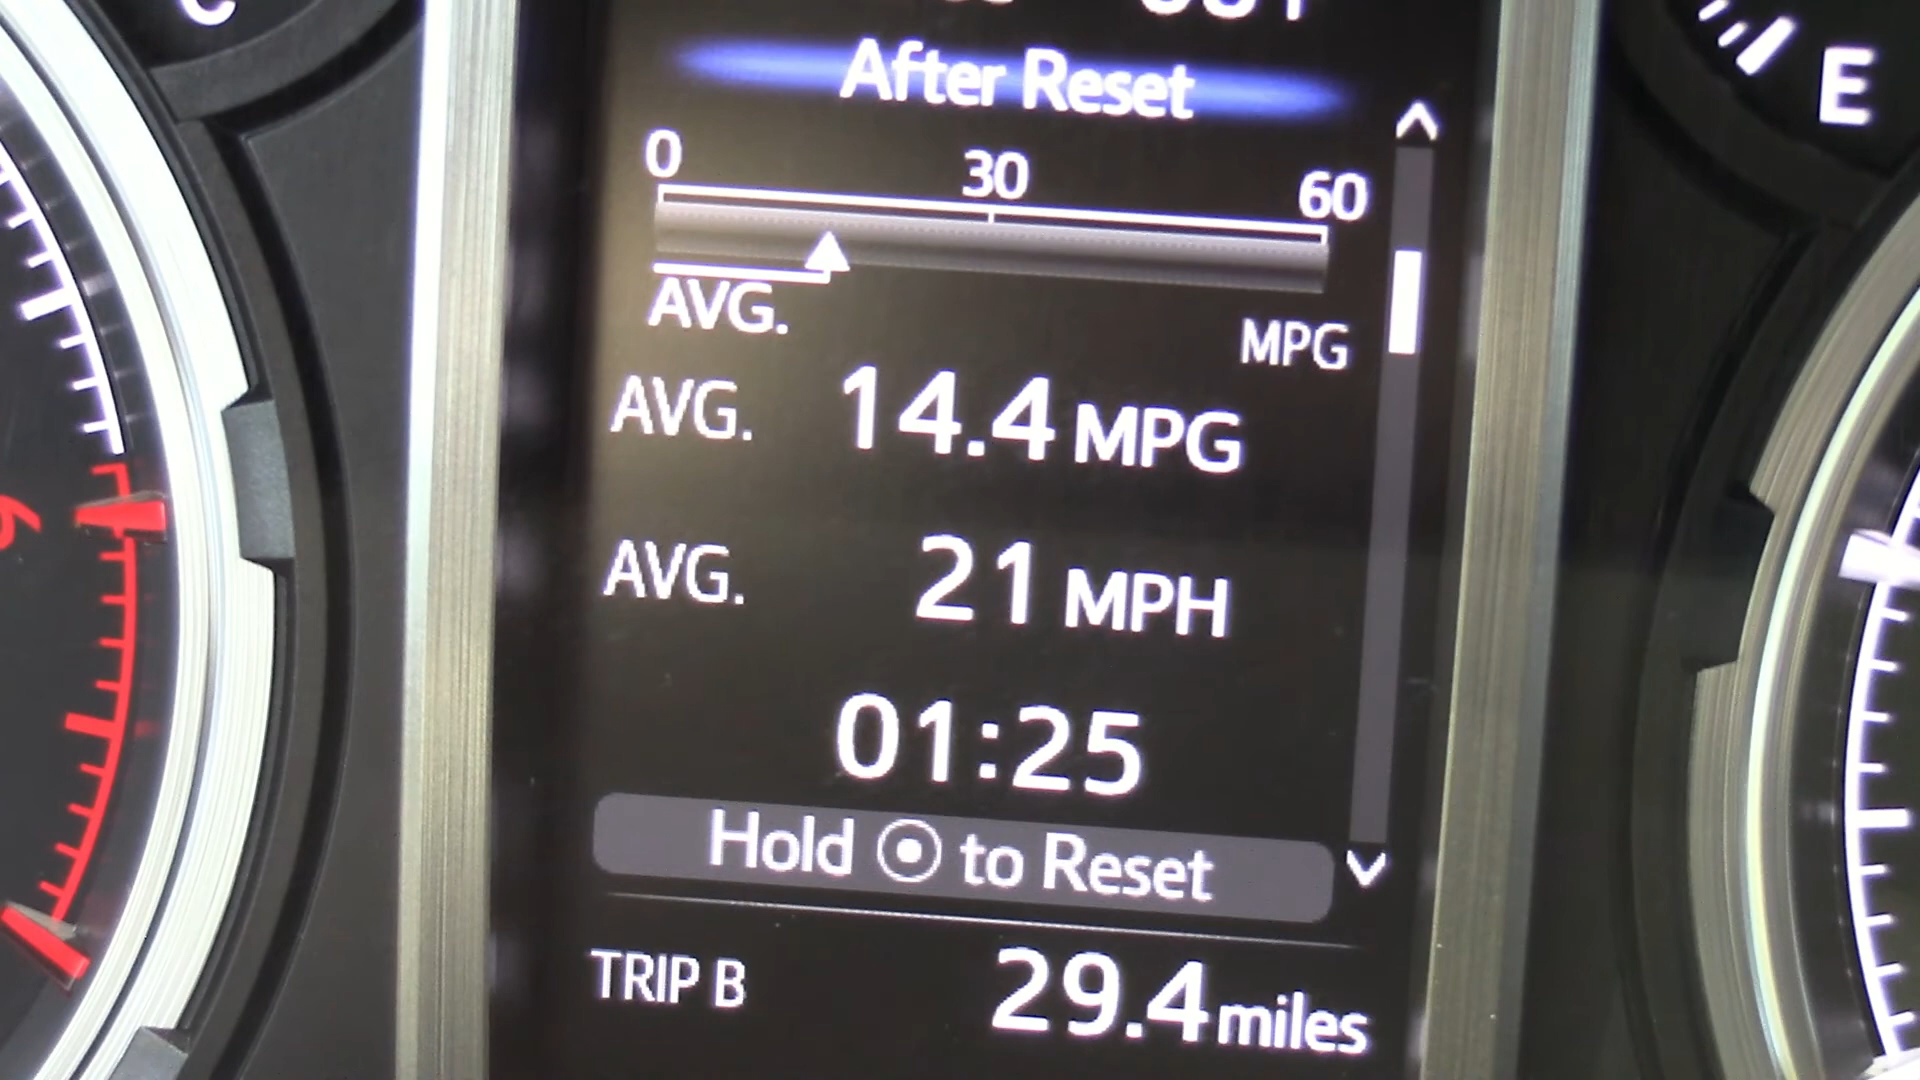 After Reset
0 30 60
AVG.
MPG
AVG. 14.4 MPG
AVG. 21 MPH
01:25
Hold to Reset
TRIP B 29.4 miles
E
6